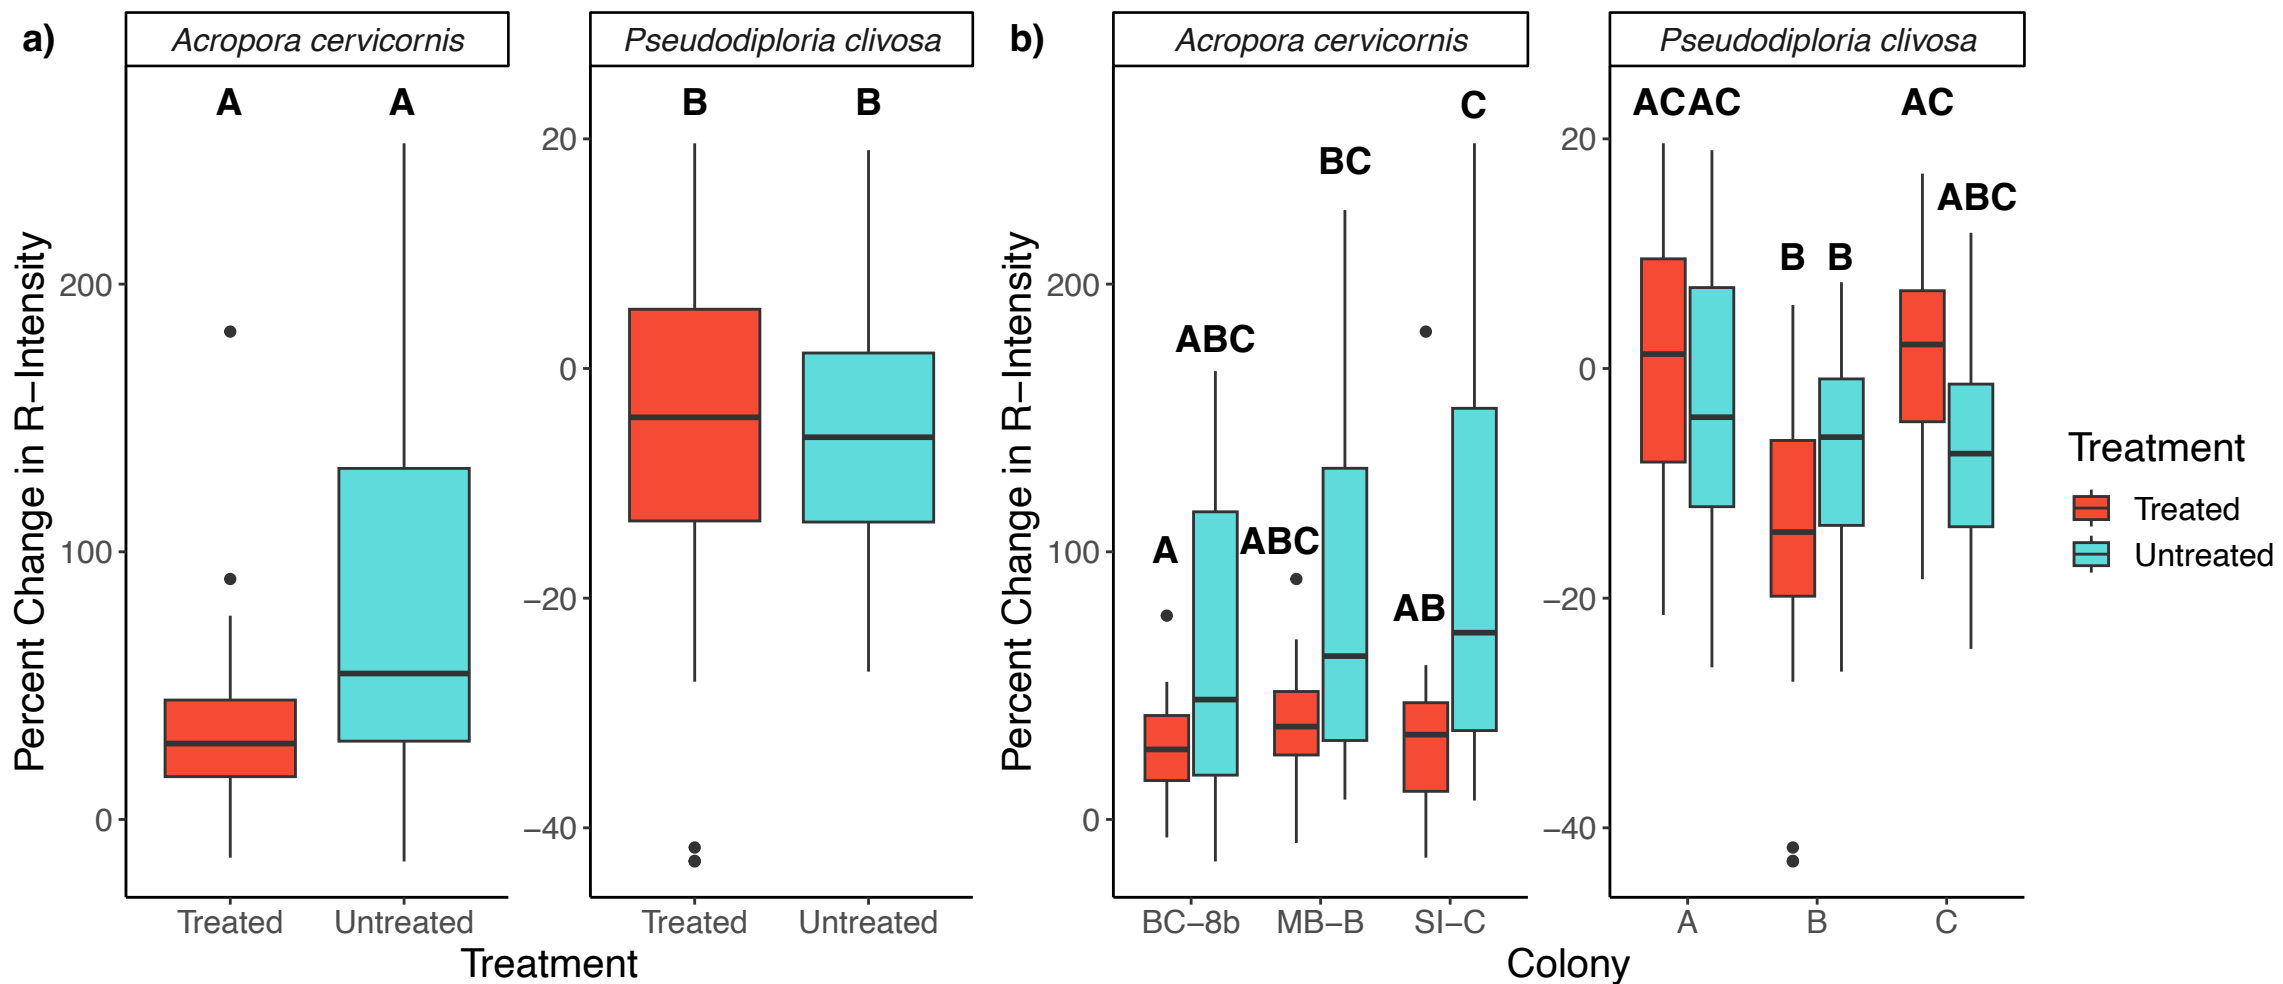 a)
Acropora cervicornis
Pseudodiploria clivosa
A
A
B
B
Percent Change in R−Intensity
200
100
0
20
0
−20
−40
Treated
Untreated
Treated
Untreated
Treatment
b)
Acropora cervicornis
Pseudodiploria clivosa
Percent Change in R−Intensity
200
100
0
A
ABC
ABC
BC
AB
C
20
0
−20
−40
AC
AC
B
B
AC
ABC
BC−8b
MB−B
SI−C
A
B
C
Colony
Treatment
Treated
Untreated